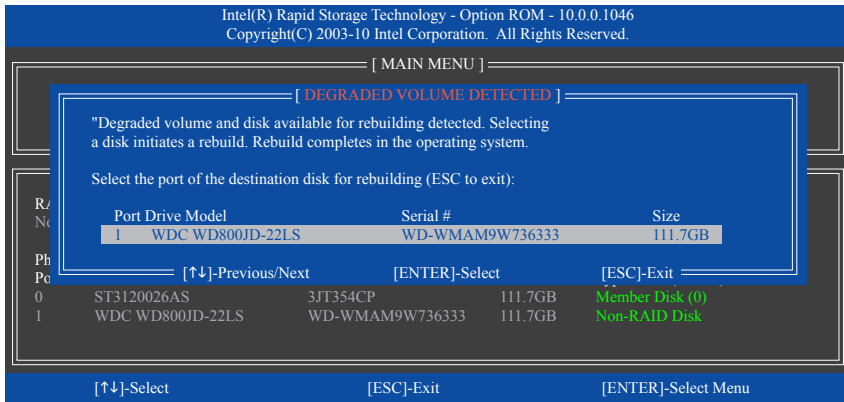 Intel(R) Rapid Storage Technology - Option ROM - 10.0.0.1046
Copyright(C) 2003-10 Intel Corporation. All Rights Reserved.
[ MAIN MENU ]
[ DEGRADED VOLUME DETECTED ]
"Degraded volume and disk available for rebuilding detected. Selecting
a disk initiates a rebuild. Rebuild completes in the operating system.
Select the port of the destination disk for rebuilding (ESC to exit):
Port Drive Model Serial # Size
1 WDC WD800JD-22LS WD-WMAM9W736333 111.7GB
[↑↓]-Previous/Next [ENTER]-Select [ESC]-Exit
0 ST3120026AS 3JT354CP 111.7GB Member Disk (0)
1 WDC WD800JD-22LS WD-WMAM9W736333 111.7GB Non-RAID Disk
[↑↓]-Select [ESC]-Exit [ENTER]-Select Menu